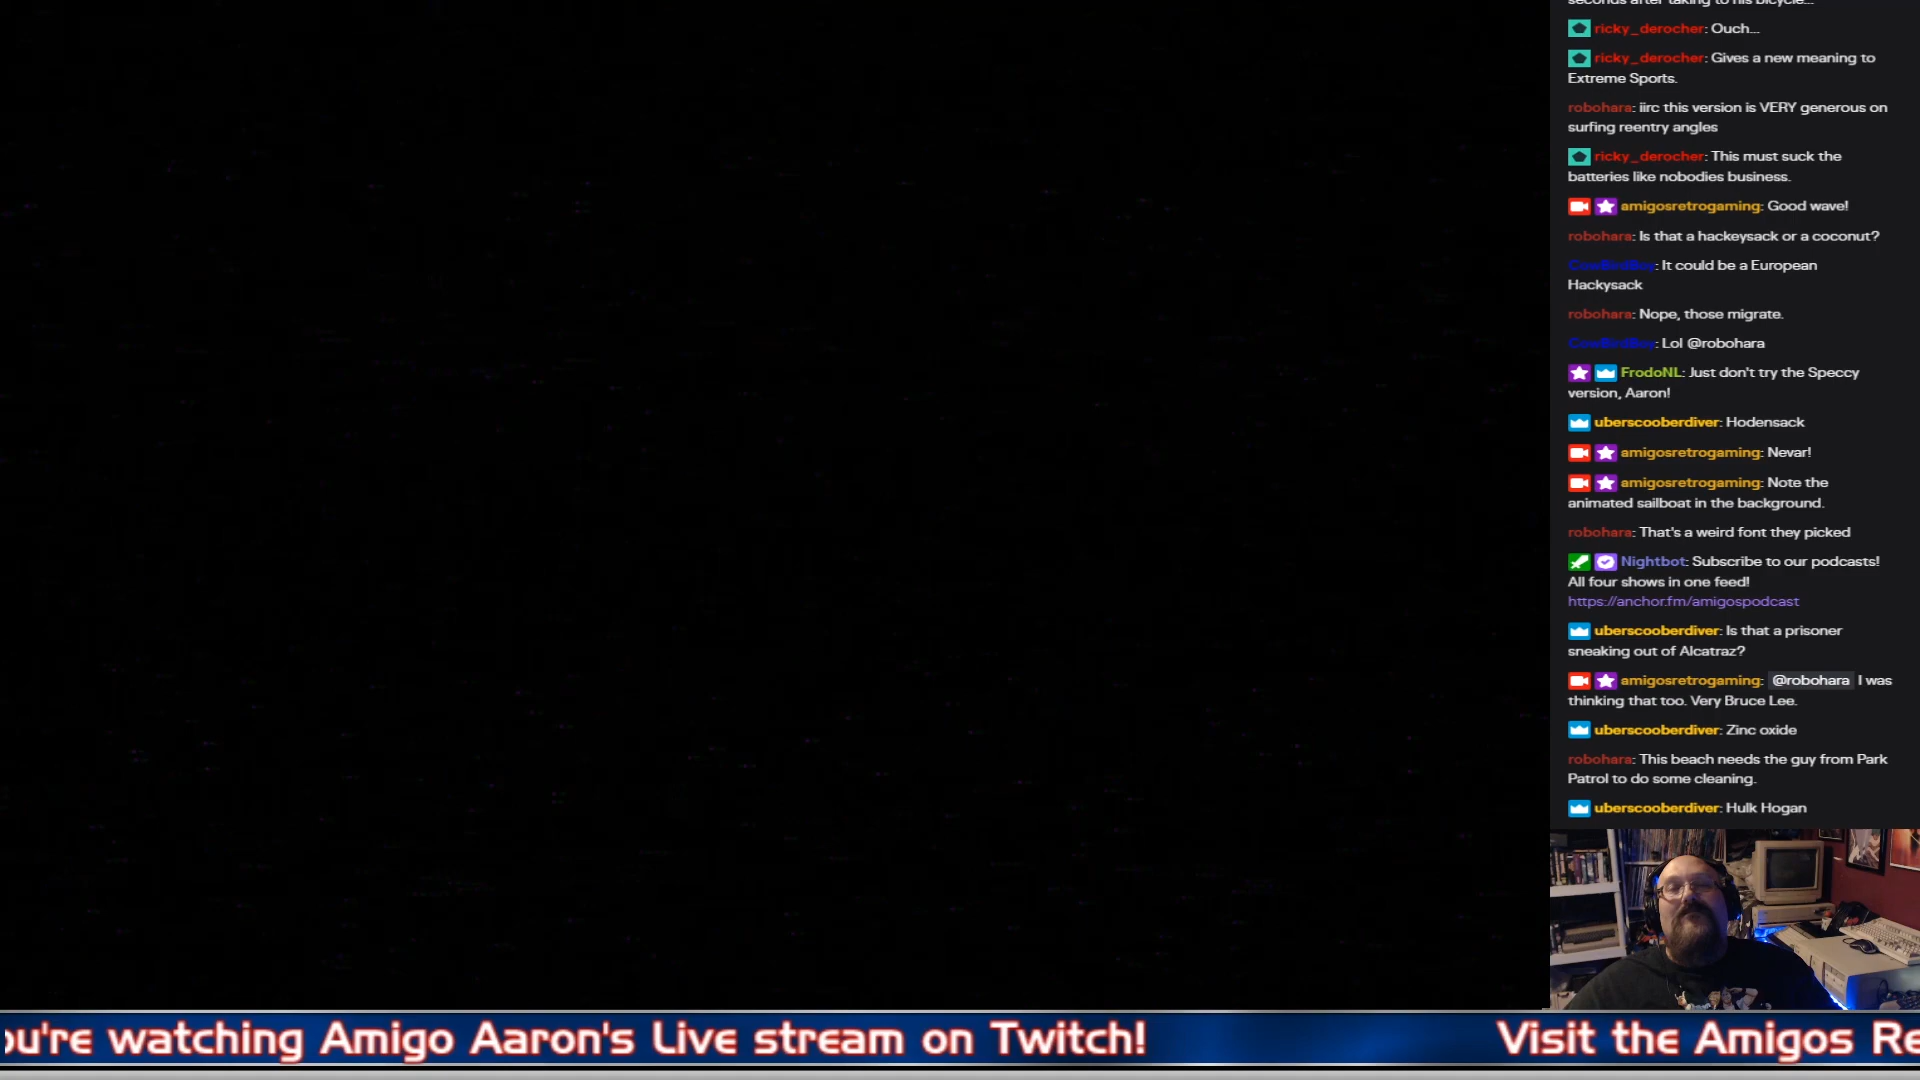 seconds after taking to his bicycle...
ricky_derocher: Ouch...
ricky_derocher: Gives a new meaning to
Extreme Sports.
robohara: iirc this version is VERY generous on
surfing reentry angles
ricky_derocher: This must suck the
batteries like nobodies business.
amigosretrogaming: Good wave!
robohara: Is that a hackeysack or a coconut?
: It could be a European
Hackysack
robohara: Nope, those migrate.
: Lol @robohara
FrodoNL: Just don't try the Speccy
version, Aaron!
uberscooberdiver: Hodensack
amigosretrogaming: Nevar!
amigosretrogaming: Note the
animated sailboat in the background.
robohara: That's a weird font they picked
Nightbot: Subscribe to our podcasts!
All four shows in one feed!
https://anchor.fm/amigospodcast
uberscooberdiver: Is that a prisoner
sneaking out of Alcatraz?
amigosretrogaming: @robohara I was
thinking that too. Very Bruce Lee.
uberscooberdiver: Zinc oxide
robohara: This beach needs the guy from Park
Patrol to do some cleaning.
uberscooberdiver: Hulk Hogan
ou're watching Amigo Aaron's Live stream on Twitch! Visit the Amigos Re